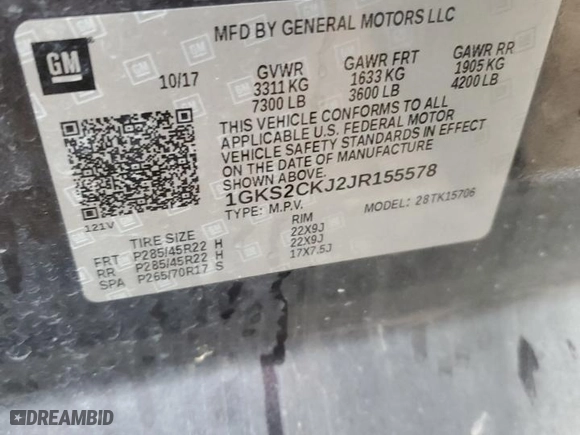 MFD BY GENERAL MOTORS LLC
GM
10/17 GVWR GAWR FRT GAWR RR
3311 KG 1633 KG 1905 KG
7300 LB 3600 LB 4200 LB
THIS VEHICLE CONFORMS TO ALL
APPLICABLE U.S. FEDERAL MOTOR
VEHICLE SAFETY STANDARDS IN EFFECT
ON THE DATE OF MANUFACTURE
SHOWN ABOVE.
1GKS2CKJ2JR155578
121V TYPE: M.P.V. MODEL: 28TK15706
TIRE SIZE RIM
FRT P285/45R22 H 22X9J
RR P285/45R22 H 22X9J
SPA P265/70R17 S 17X7.5J
DREAMBID